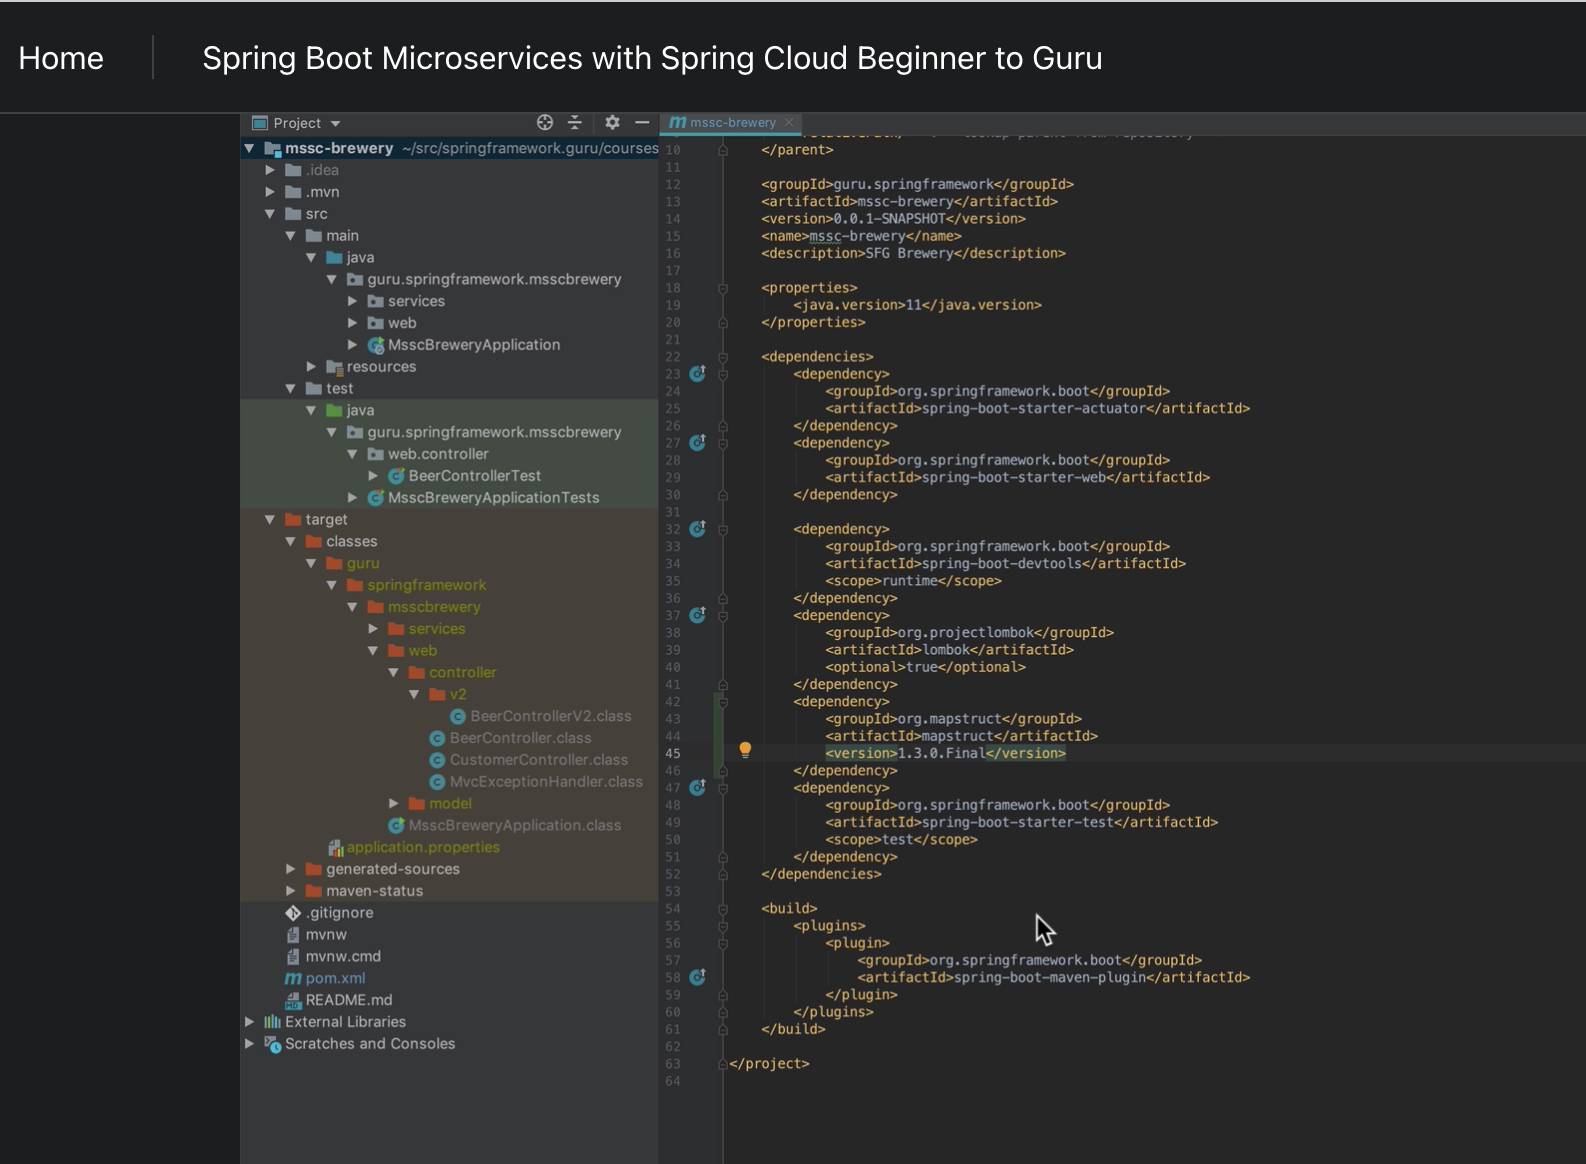 Home
Spring Boot Microservices with Spring Cloud Beginner to Guru
Project
mssc-brewery ~/src/springframework.guru/courses
.idea
.mvn
src
main
java
guru.springframework.msscbrewery
services
web
MsscBreweryApplication
resources
test
java
guru.springframework.msscbrewery
web.controller
BeerControllerTest
MsscBreweryApplicationTests
target
classes
guru
springframework
msscbrewery
services
web
controller
v2
BeerControllerV2.class
BeerController.class
CustomerController.class
MvcExceptionHandler.class
model
MsscBreweryApplication.class
application.properties
generated-sources
maven-status
.gitignore
mvnw
mvnw.cmd
pom.xml
README.md
External Libraries
Scratches and Consoles
mssc-brewery
10 </parent>
11
12 <groupId>guru.springframework</groupId>
13 <artifactId>mssc-brewery</artifactId>
14 <version>0.0.1-SNAPSHOT</version>
15 <name>mssc-brewery</name>
16 <description>SFG Brewery</description>
17
18 <properties>
19 <java.version>11</java.version>
20 </properties>
21
22 <dependencies>
23 <dependency>
24 <groupId>org.springframework.boot</groupId>
25 <artifactId>spring-boot-starter-actuator</artifactId>
26 </dependency>
27 <dependency>
28 <groupId>org.springframework.boot</groupId>
29 <artifactId>spring-boot-starter-web</artifactId>
30 </dependency>
31
32 <dependency>
33 <groupId>org.springframework.boot</groupId>
34 <artifactId>spring-boot-devtools</artifactId>
35 <scope>runtime</scope>
36 </dependency>
37 <dependency>
38 <groupId>org.projectlombok</groupId>
39 <artifactId>lombok</artifactId>
40 <optional>true</optional>
41 </dependency>
42 <dependency>
43 <groupId>org.mapstruct</groupId>
44 <artifactId>mapstruct</artifactId>
45 <version>1.3.0.Final</version>
46 </dependency>
47 <dependency>
48 <groupId>org.springframework.boot</groupId>
49 <artifactId>spring-boot-starter-test</artifactId>
50 <scope>test</scope>
51 </dependency>
52 </dependencies>
53
54 <build>
55 <plugins>
56 <plugin>
57 <groupId>org.springframework.boot</groupId>
58 <artifactId>spring-boot-maven-plugin</artifactId>
59 </plugin>
60 </plugins>
61 </build>
62
63 </project>
64